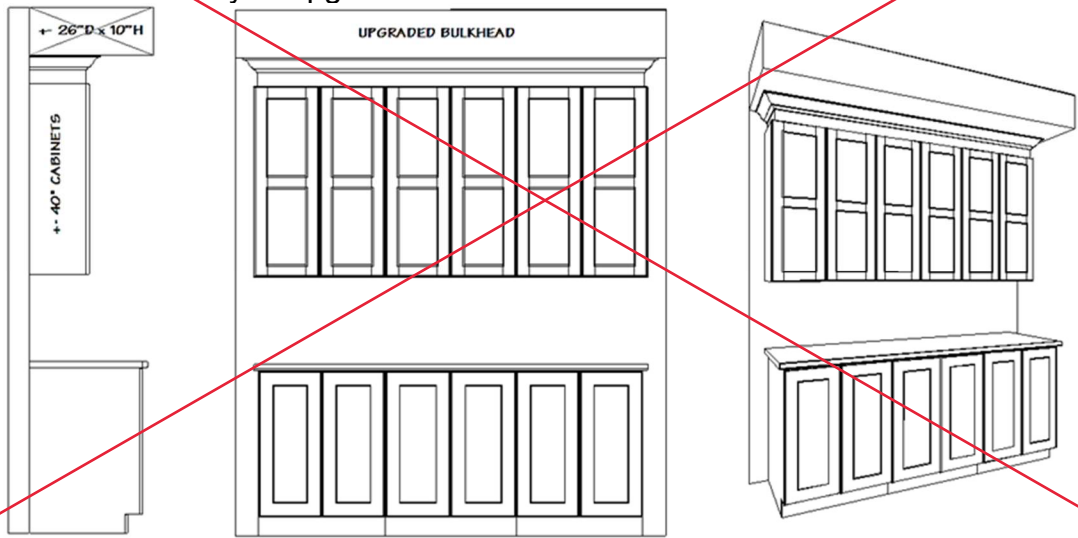 +- 26"D x 10"H
UPGRADED BULKHEAD
+- 40" CABINETS